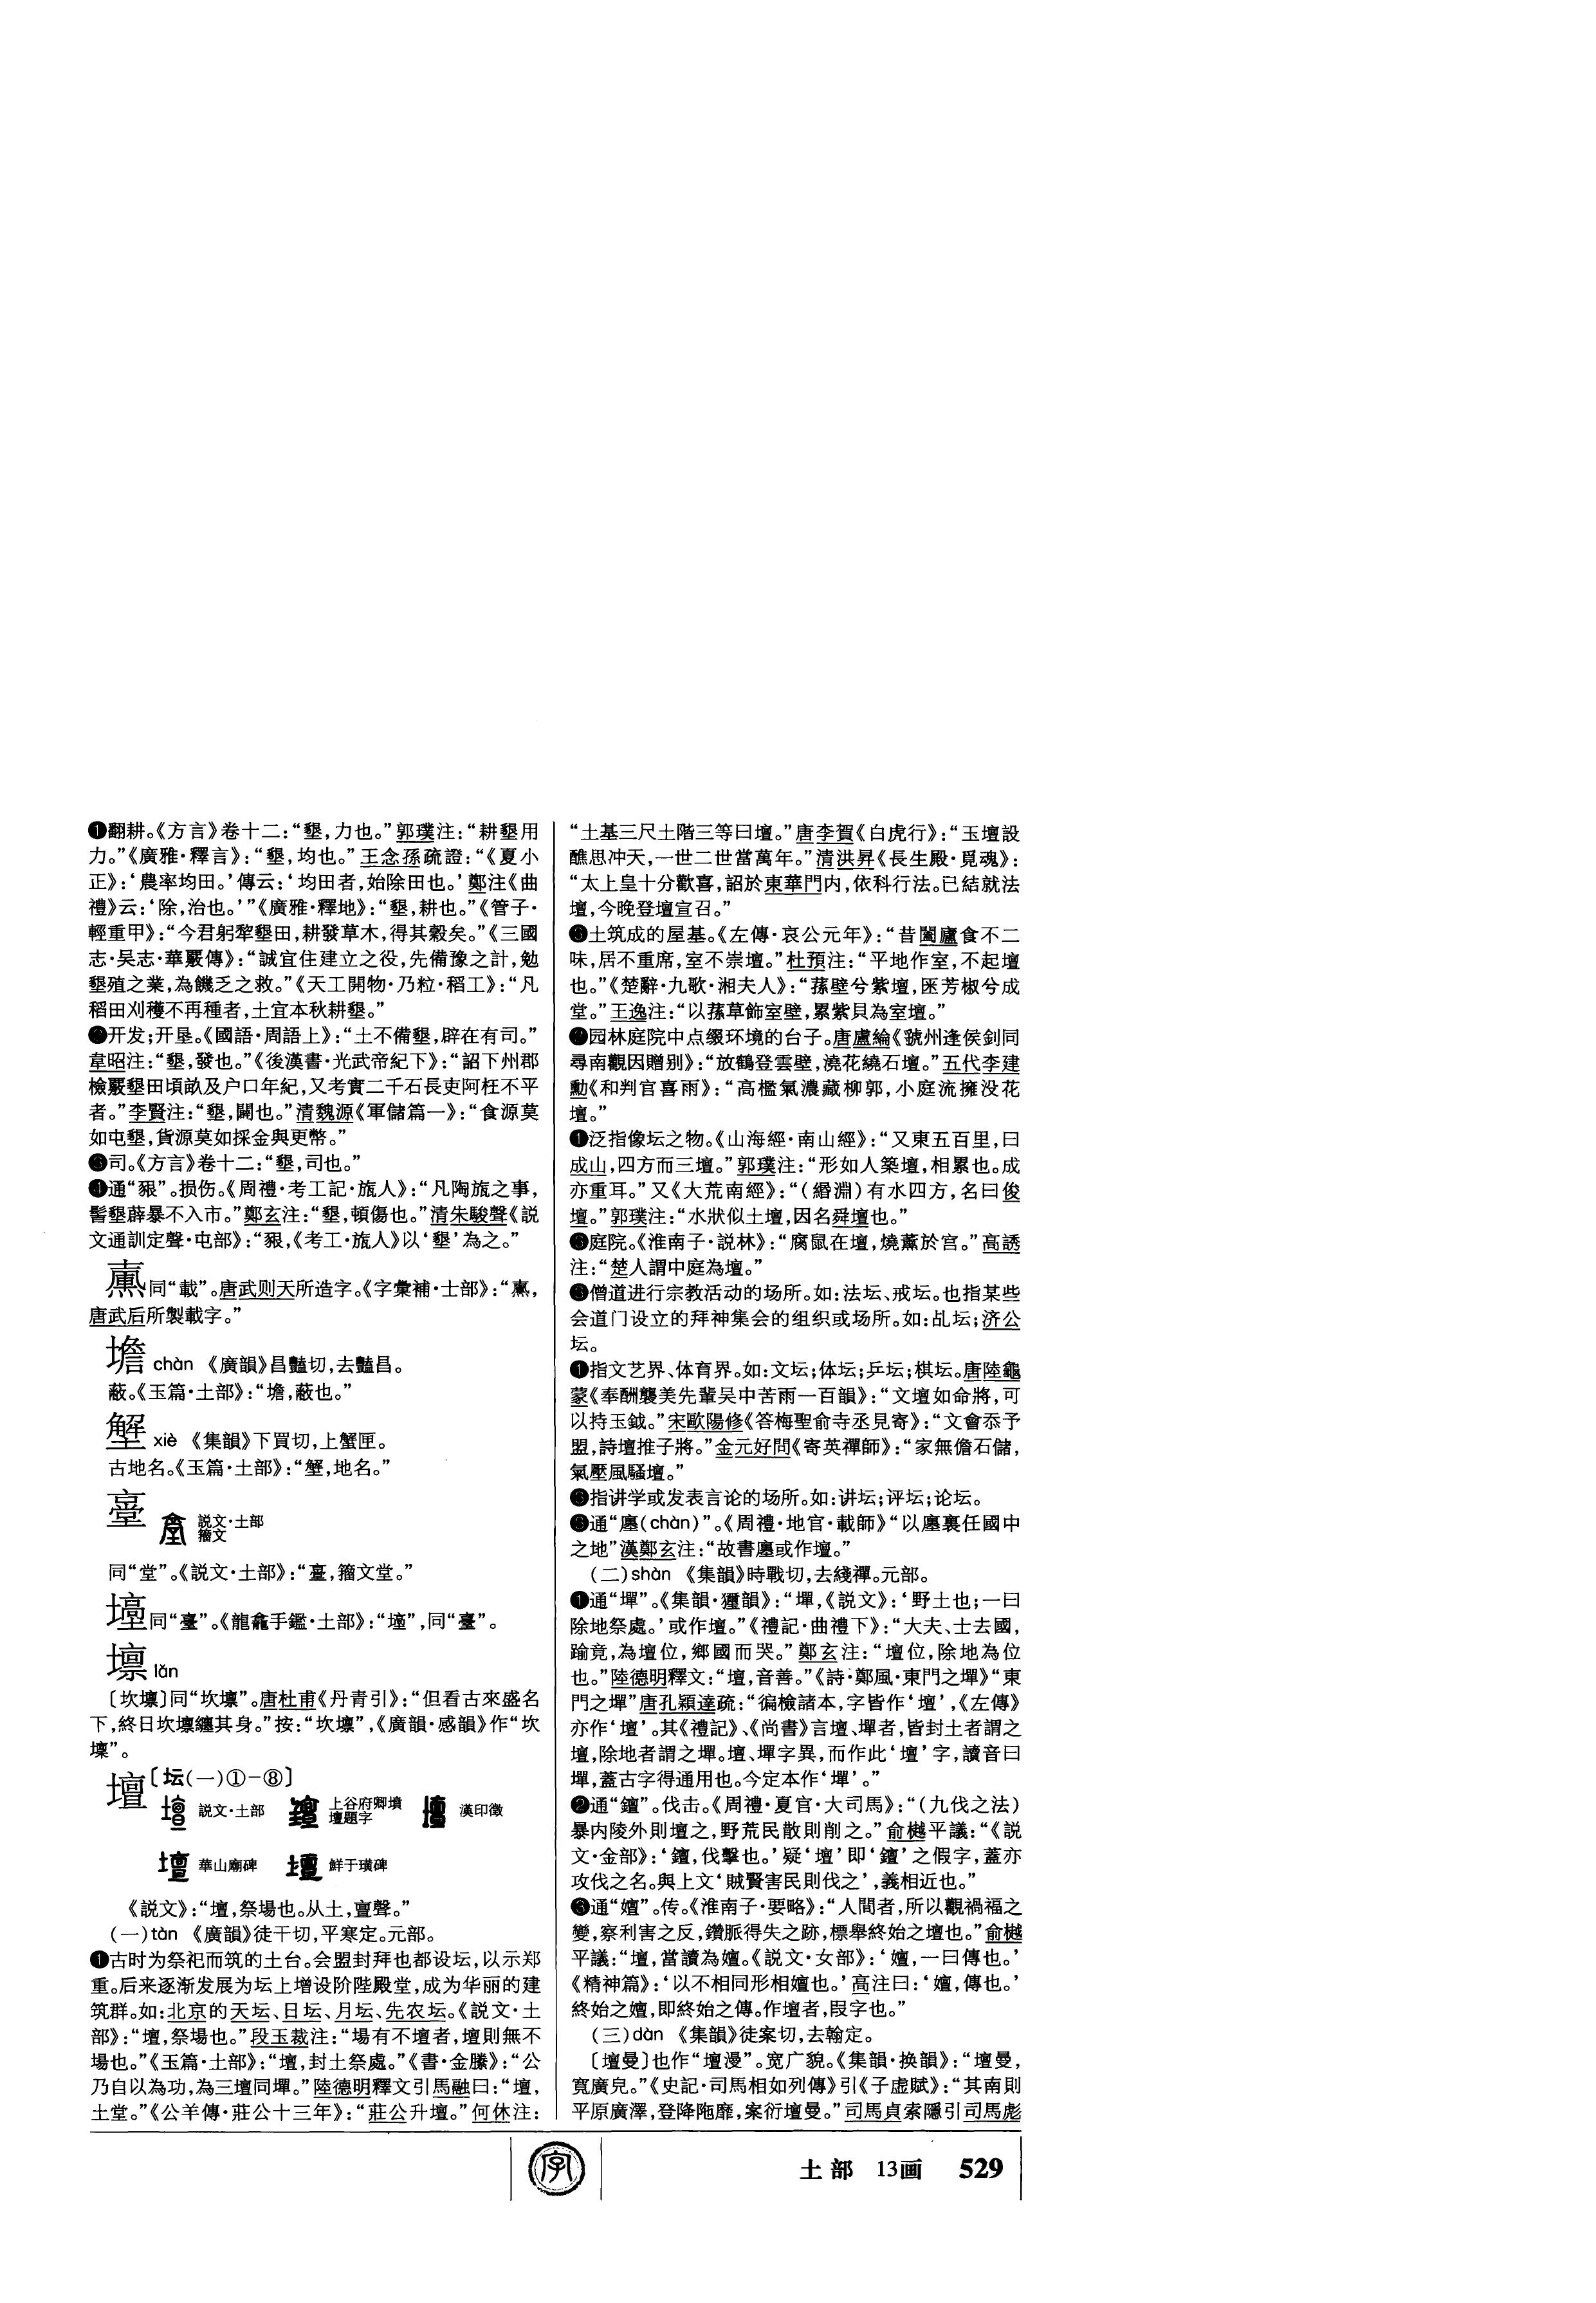 ❶翻耕。《方言》卷十二：“墾，力也。”郭璞注：“耕墾用
力。”《廣雅·釋言》：“墾，均也。”王念孫疏證：“《夏小
正》：‘農率均田。’傳云：‘均田者，始除田也。’鄭注《曲
禮》云：‘除，治也。’”《廣雅·釋地》：“墾，耕也。”《管子·
輕重甲》：“今君躬犂墾田，耕發草木，得其穀矣。”《三國
志·吴志·華覈傳》：“誠宜住建立之役，先備豫之計，勉
墾殖之業，為饑乏之救。”《天工開物·乃粒·稻工》：“凡
稻田刈穫不再種者，土宜本秋耕墾。”
❷开发；开垦。《國語·周語上》：“土不備墾，辟在有司。”
韋昭注：“墾，發也。”《後漢書·光武帝紀下》：“詔下州郡
檢覈墾田頃畝及户口年紀，又考實二千石長吏阿枉不平
者。”李賢注：“墾，闢也。”清魏源《軍儲篇一》：“食源莫
如屯墾，貨源莫如採金與更幣。”
❸司。《方言》卷十二：“墾，司也。”
❹通“豤”。损伤。《周禮·考工記·旊人》：“凡陶旊之事，
髺墾薜暴不入市。”鄭玄注：“墾，頓傷也。”清朱駿聲《説
文通訓定聲·屯部》：“豤，《考工·旊人》以‘墾’為之。”
同“載”。唐武则天所造字。《字彙補·士部》：“
唐武后所製載字。”
墖 chàn 《廣韻》昌豔切，去豔昌。
蔽。《玉篇·土部》：“，蔽也。”
xiè 《集韻》下買切，上蟹匣。
古地名。《玉篇·土部》：“，地名。”
説文·土部
籀文
同“堂”。《説文·土部》：“，籀文堂。”
同“臺”。《龍龕手鑑·土部》：“”，同“臺”。
壈 lǎn
〔坎壈〕同“坎壈”。唐杜甫《丹青引》：“但看古來盛名
下，終日坎壈纏其身。”按：“坎壈”，《廣韻·感韻》作“坎
壈”。
壇〔坛(一)①-⑧〕
説文·土部 上谷府卿墳壇題字 漢印徵
華山廟碑 鮮于璜碑
《説文》：“壇，祭場也。从土，亶聲。”
(一)tán 《廣韻》徒干切，平寒定。元部。
❶古时为祭祀而筑的土台。会盟封拜也都设坛，以示郑
重。后来逐渐发展为坛上增设阶陛殿堂，成为华丽的建
筑群。如：北京的天坛、日坛、月坛、先农坛。《説文·土
部》：“壇，祭場也。”段玉裁注：“場有不壇者，壇則無不
場也。”《玉篇·土部》：“壇，封土祭處。”《書·金縢》：“公
乃自以為功，為三壇同墠。”陸德明釋文引馬融曰：“壇，
土堂。”《公羊傳·莊公十三年》：“莊公升壇。”何休注：
“土基三尺土階三等曰壇。”唐李賀《白虎行》：“玉壇設
醮思冲天，一世二世當萬年。”清洪昇《長生殿·覓魂》：
“太上皇十分歡喜，詔於東華門内，依科行法。已結就法
壇，今晚登壇宣召。”
土筑成的屋基。《左傳·哀公元年》：“昔闔廬食不二
味，居不重席，室不崇壇。”杜預注：“平地作室，不起壇
也。”《楚辭·九歌·湘夫人》：“蓀壁兮紫壇，匊芳椒兮成
堂。”王逸注：“以蓀草飾室壁，累紫貝為室壇。”
园林庭院中点缀环境的台子。唐盧綸《虢州逢侯釗同
尋南觀因贈别》：“放鶴登雲壁，澆花繞石壇。”五代李建
勳《和判官喜雨》：“高檻氣濃藏柳郭，小庭流擁没花
壇。”
泛指像坛之物。《山海經·南山經》：“又東五百里，曰
成山，四方而三壇。”郭璞注：“形如人築壇，相累也。成
亦重耳。”又《大荒南經》：“(緡淵)有水四方，名曰俊
壇。”郭璞注：“水狀似土壇，因名舜壇也。”
庭院。《淮南子·説林》：“腐鼠在壇，燒薰於宫。”高誘
注：“楚人謂中庭為壇。”
僧道进行宗教活动的场所。如：法坛、戒坛。也指某些
会道门设立的拜神集会的组织或场所。如：乩坛；济公
坛。
指文艺界、体育界。如：文坛；体坛；乒坛；棋坛。唐陸龜
蒙《奉酬襲美先輩吴中苦雨一百韻》：“文壇如命將，可
以持玉鉞。”宋歐陽修《答梅聖俞寺丞見寄》：“文會忝予
盟，詩壇推子將。”金元好問《寄英禪師》：“家無儋石儲，
氣壓風騷壇。”
指讲学或发表言论的场所。如：讲坛；评坛；论坛。
通“廛(chán)”。《周禮·地官·載師》“以廛裏任國中
之地”漢鄭玄注：“故書廛或作壇。”
(二)shàn 《集韻》時戰切，去綫禪。元部。
❶通“墠”。《集韻·獮韻》：“墠，《説文》：‘野土也；一曰
除地祭處。’或作壇。”《禮記·曲禮下》：“大夫、士去國，
踰竟，為壇位，鄉國而哭。”鄭玄注：“壇位，除地為位
也。”陸德明釋文：“壇，音善。”《詩·鄭風·東門之墠》“東
門之墠”唐孔穎達疏：“徧檢諸本，字皆作‘壇’，《左傳》
亦作‘壇’。其《禮記》、《尚書》言壇、墠者，皆封土者謂之
壇，除地者謂之墠。壇、墠字異，而作此‘壇’字，讀音曰
墠，蓋古字得通用也。今定本作‘墠’。”
❷通“鐔”。伐击。《周禮·夏官·大司馬》：“(九伐之法)
暴内陵外則壇之，野荒民散則削之。”俞樾平議：“《説
文·金部》：‘，伐擊也。’疑‘壇’即‘’之假字，蓋亦
攻伐之名。與上文‘賊賢害民則伐之’，義相近也。”
❸通“嬗”。传。《淮南子·要略》：“人間者，所以觀禍福之
變，察利害之反，鑽脈得失之跡，標舉終始之壇也。”俞樾
平議：“壇，當讀為嬗。《説文·女部》：‘嬗，一曰傳也。’
《精神篇》：‘以不相同形相嬗也。’高注曰：‘嬗，傳也。’
終始之嬗，即終始之傳。作壇者，叚字也。”
(三)dàn 《集韻》徒案切，去翰定。
〔壇曼〕也作“壇漫”。宽广貌。《集韻·换韻》：“壇曼，
寬廣皃。”《史記·司馬相如列傳》引《子虚賦》：“其南則
平原廣澤，登降陁靡，案衍壇曼。”司馬貞索隱引司馬彪
字 土部 13画 529